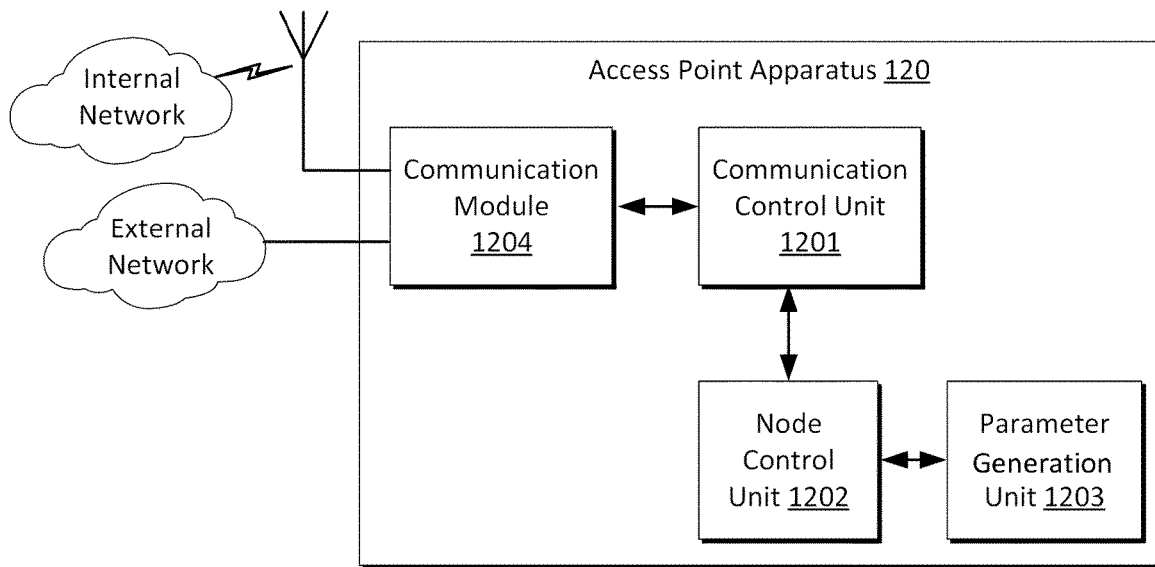 Access Point Apparatus 120
Internal
Network
External
Network
Communication
Module
1204
Communication
Control Unit
1201
Node
Control
Unit 1202
Parameter
Generation
Unit 1203